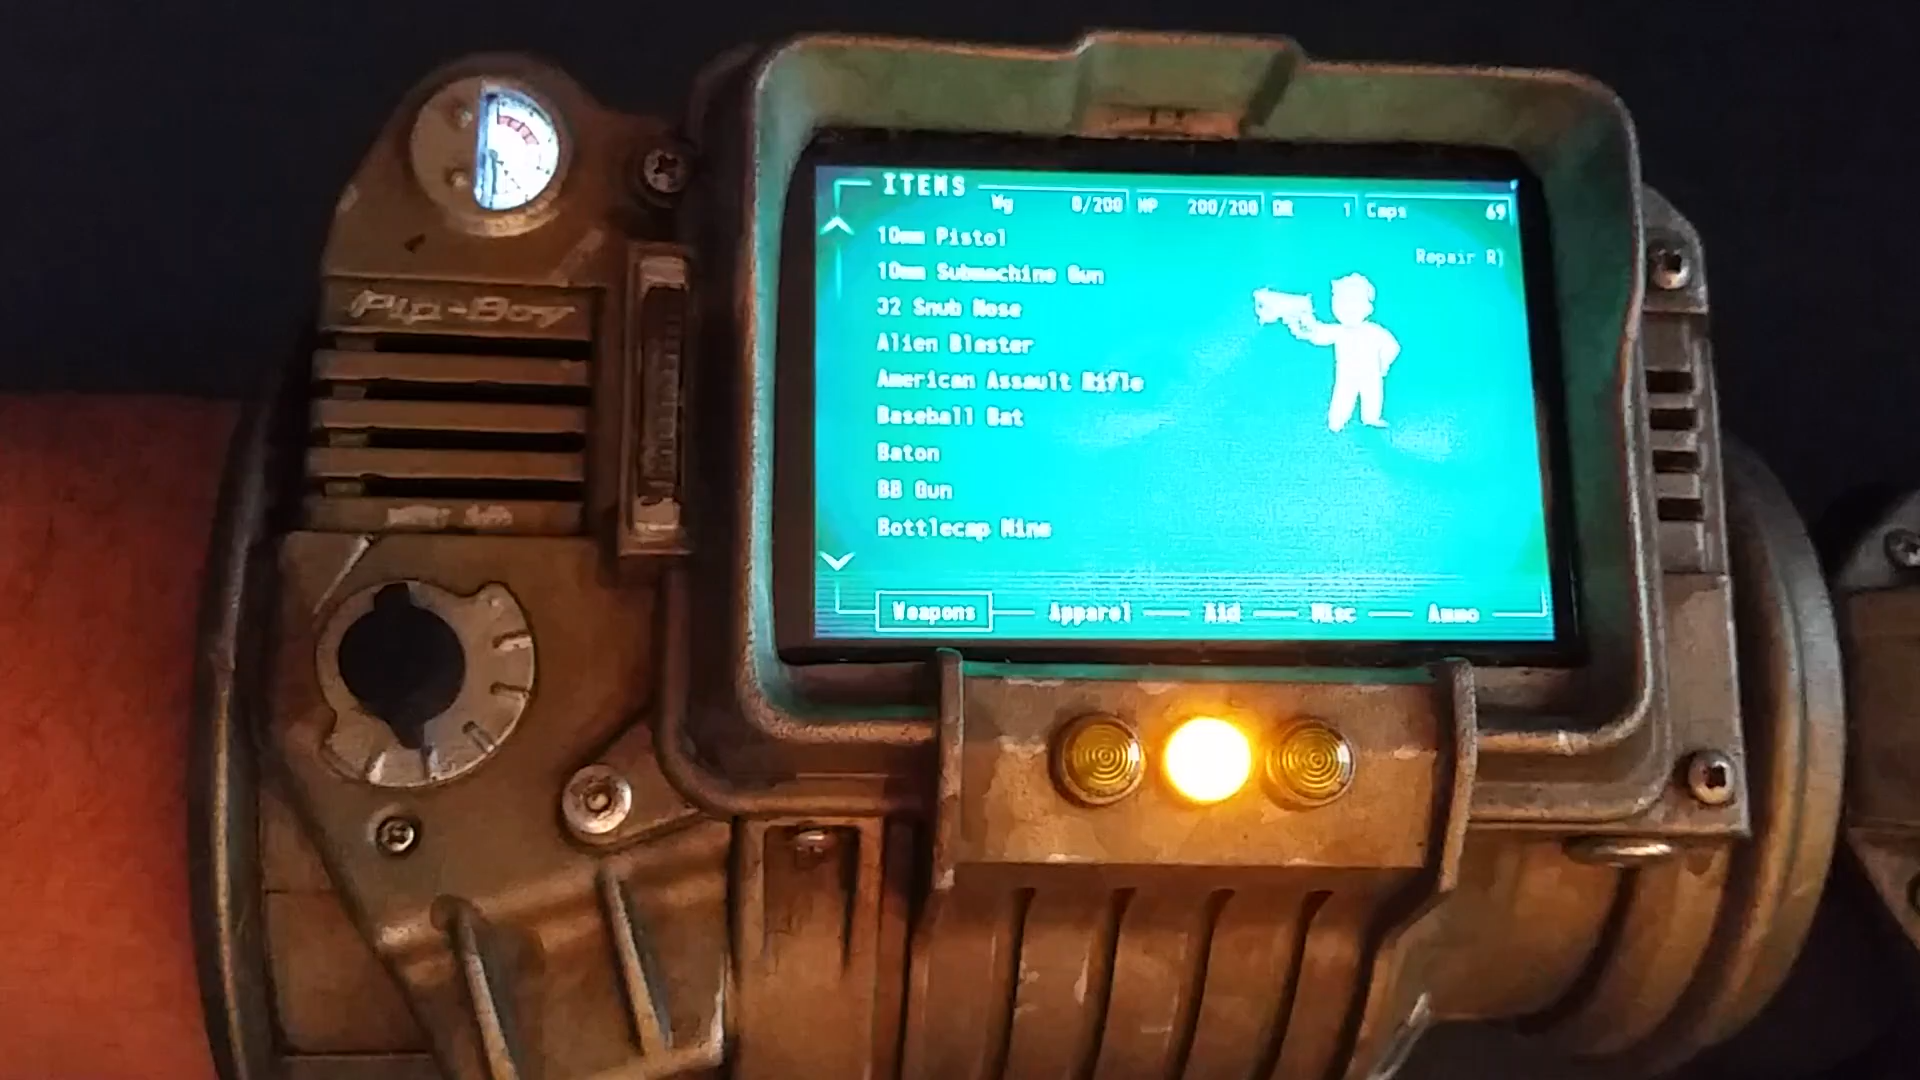 Pip-Boy
ITEMS
Wg 0/200 HP 200/200 DR 1 Caps 69
10mm Pistol
10mm Submachine Gun
32 Snub Nose
Alien Blaster
American Assault Rifle
Baseball Bat
Baton
BB Gun
Bottlecap Mine
Repair R)
Weapons Apparel Aid Misc Ammo